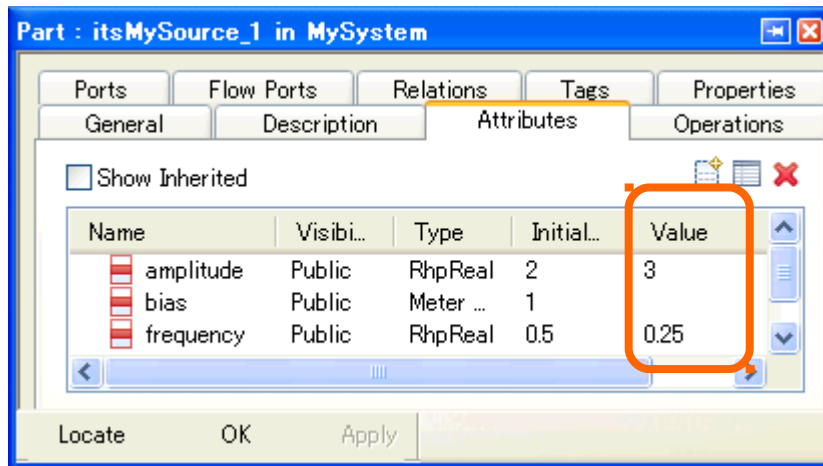 Part : itsMySource_1 in MySystem
Ports Flow Ports Relations Tags Properties
General Description Attributes Operations
Show Inherited
Name Visibi... Type Initial... Value
amplitude Public RhpReal 2 3
bias Public Meter ... 1
frequency Public RhpReal 0.5 0.25
Locate OK Apply